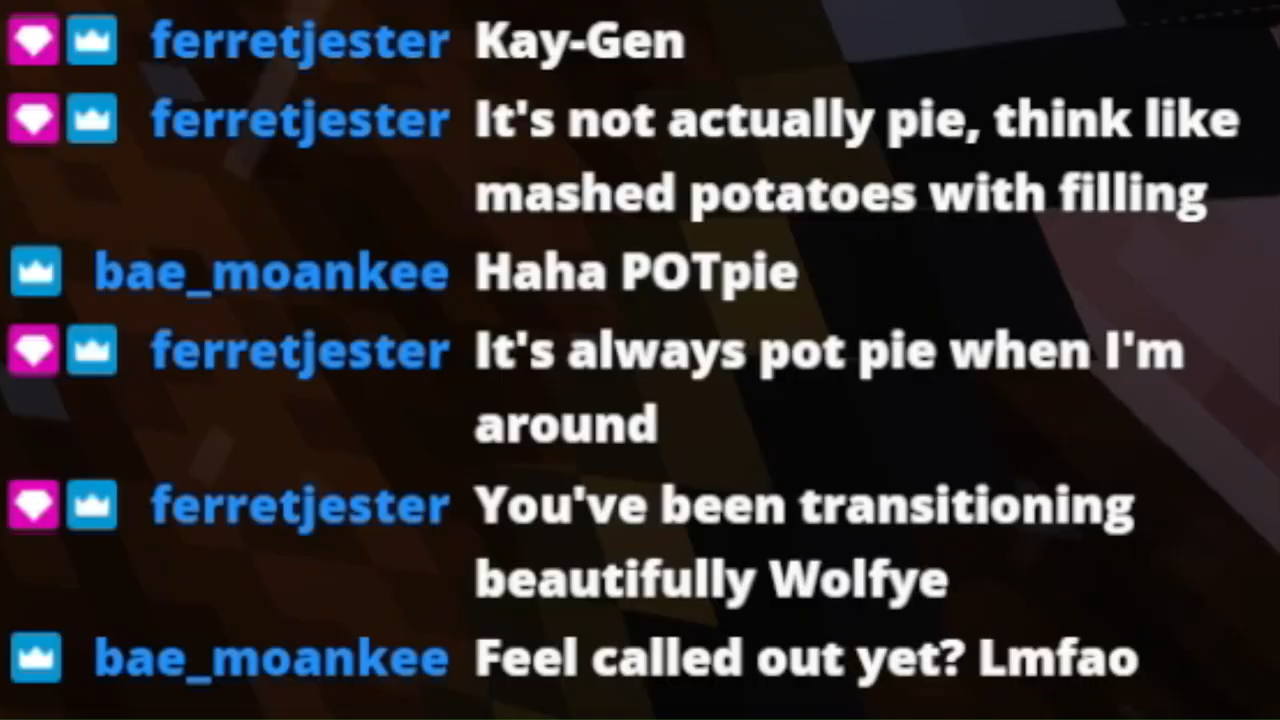 ferretjester Kay-Gen
ferretjester It's not actually pie, think like
mashed potatoes with filling
bae_moankee Haha POTpie
ferretjester It's always pot pie when I'm
around
ferretjester You've been transitioning
beautifully Wolfye
bae_moankee Feel called out yet? Lmfao